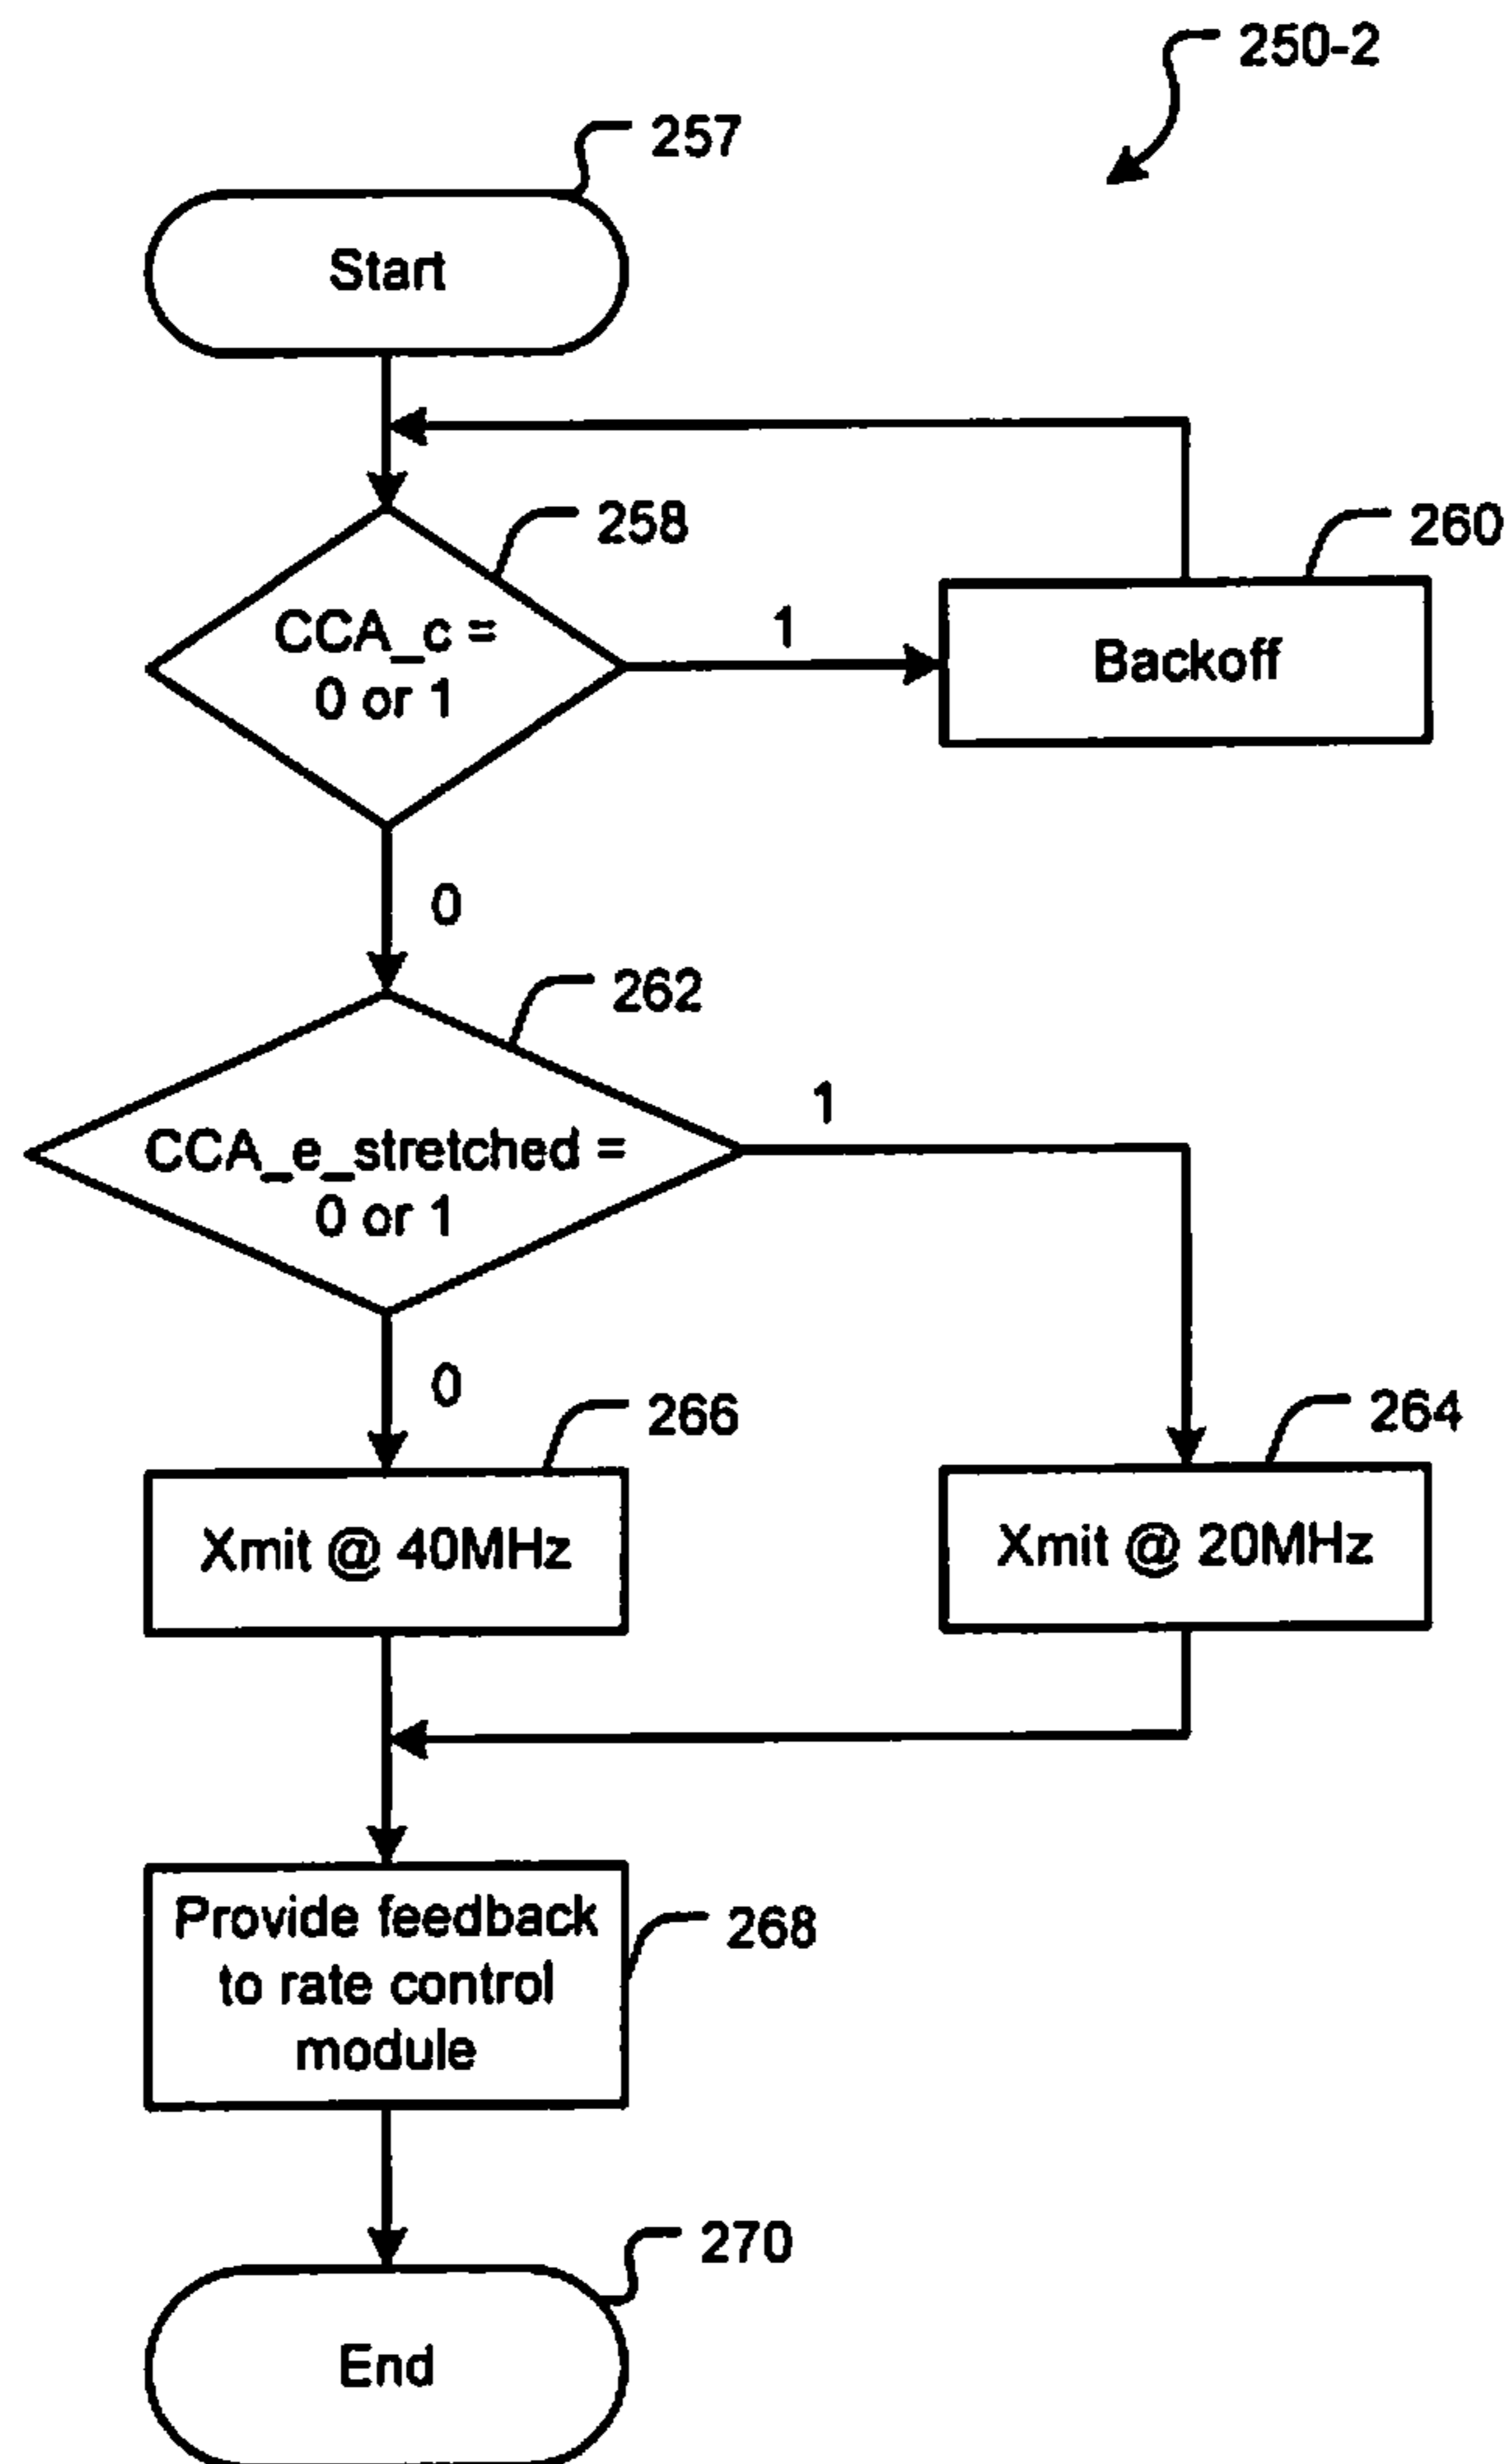 250-2
257
Start
258
260
CCA_c =
0 or 1
1
Backoff
0
262
1
CCA_e_stretched =
0 or 1
0
266
264
Xmit @ 40MHz
Xmit @ 20MHz
Provide feedback
to rate control
module
268
270
End